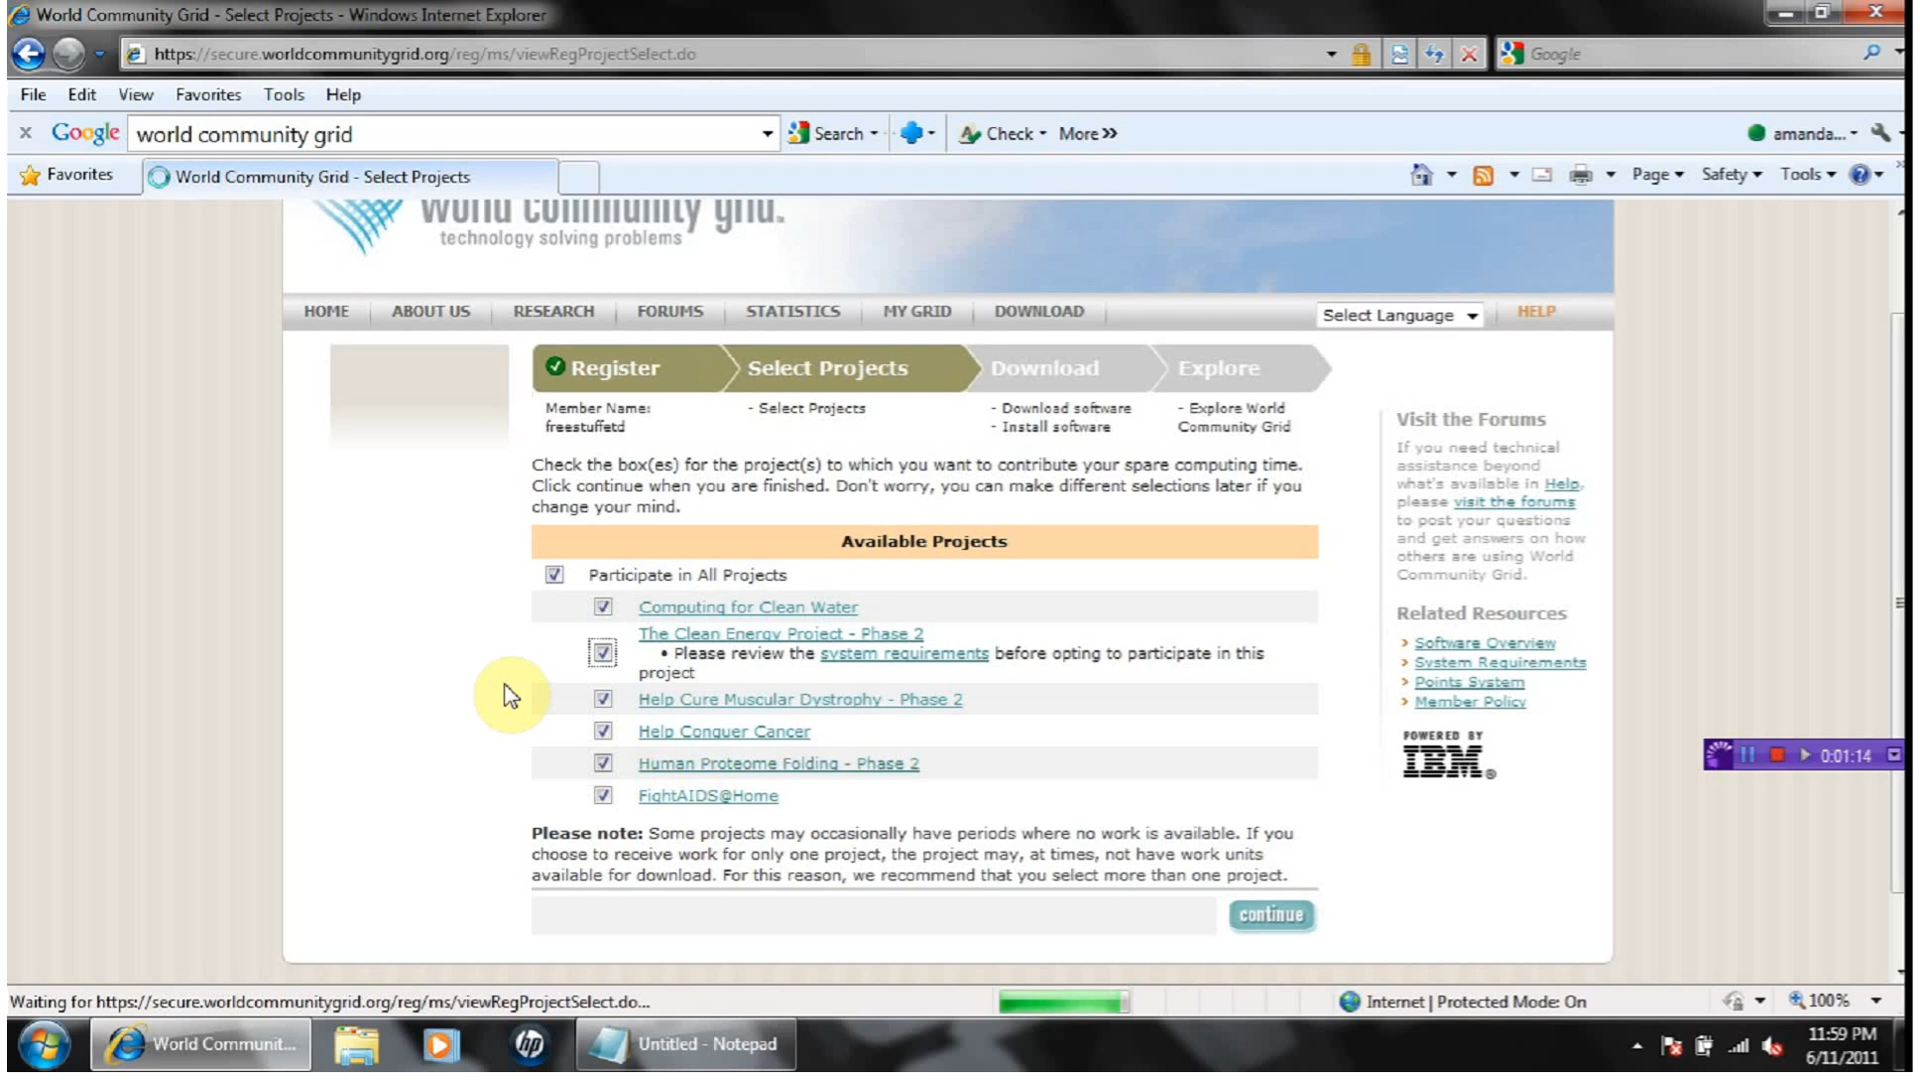 World Community Grid - Select Projects - Windows Internet Explorer
https://secure.worldcommunitygrid.org/reg/ms/viewRegProjectSelect.do
Google
File Edit View Favorites Tools Help
x Google world community grid Search Check More » amanda...
Favorites World Community Grid - Select Projects Page Safety Tools
world community grid.
technology solving problems
HOME ABOUT US RESEARCH FORUMS STATISTICS MY GRID DOWNLOAD Select Language HELP
Register Select Projects Download Explore
Member Name: - Select Projects - Download software - Explore World
freestuffetd - Install software Community Grid
Check the box(es) for the project(s) to which you want to contribute your spare computing time.
Click continue when you are finished. Don't worry, you can make different selections later if you
change your mind.
Available Projects
Participate in All Projects
Computing for Clean Water
The Clean Energy Project - Phase 2
• Please review the system requirements before opting to participate in this
project
Help Cure Muscular Dystrophy - Phase 2
Help Conquer Cancer
Human Proteome Folding - Phase 2
FightAIDS@Home
Please note: Some projects may occasionally have periods where no work is available. If you
choose to receive work for only one project, the project may, at times, not have work units
available for download. For this reason, we recommend that you select more than one project.
continue
Visit the Forums
If you need technical
assistance beyond
what's available in Help,
please visit the forums
to post your questions
and get answers on how
others are using World
Community Grid.
Related Resources
> Software Overview
> System Requirements
> Points System
> Member Policy
POWERED BY
IBM®
0:01:14
Waiting for https://secure.worldcommunitygrid.org/reg/ms/viewRegProjectSelect.do... Internet | Protected Mode: On 100%
World Communit... hp Untitled - Notepad
11:59 PM
6/11/2011